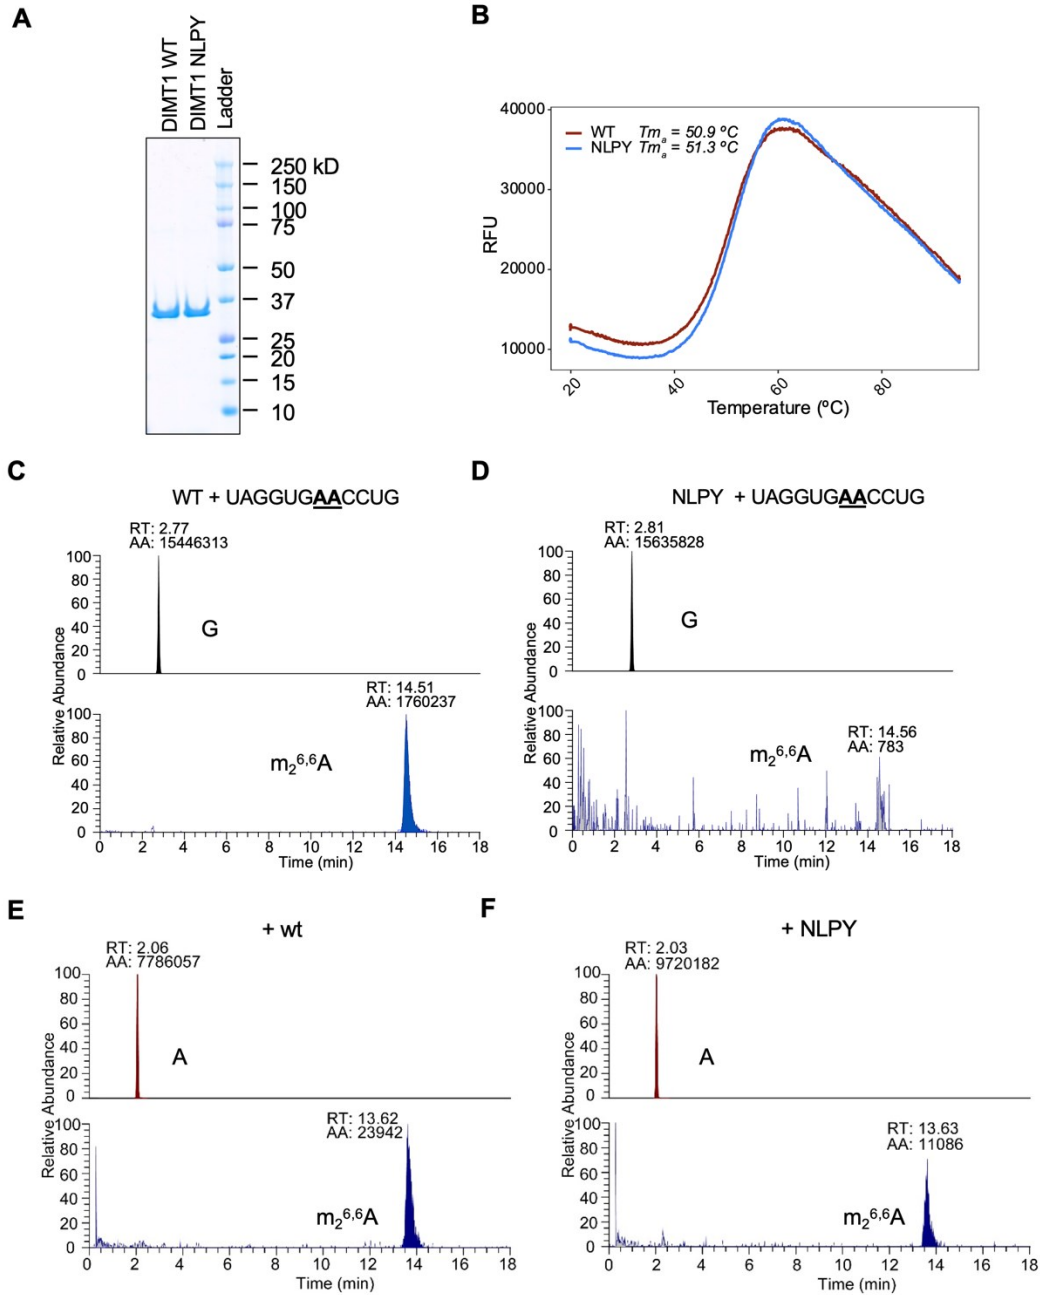 A
DIMT1 WT
DIMT1 NLPY
Ladder
250 kD
150
100
75
50
37
25
20
15
10
B
40000
30000
20000
10000
RFU
WT Tmₐ = 50.9 ºC
NLPY Tmₐ = 51.3 ºC
20
40
60
80
Temperature (ºC)
C
WT + UAGGUGAACCUG
RT: 2.77
AA: 15446313
100
80
60
40
20
0
G
Relative Abundance
RT: 14.51
AA: 1760237
100
80
60
40
20
0
m₂⁶,⁶A
0 2 4 6 8 10 12 14 16 18
Time (min)
D
NLPY + UAGGUGAACCUG
RT: 2.81
AA: 15635828
100
80
60
40
20
0
G
Relative Abundance
100
80
60
40
20
0
m₂⁶,⁶A
RT: 14.56
AA: 783
0 2 4 6 8 10 12 14 16 18
Time (min)
E
+ wt
RT: 2.06
AA: 7786057
100
80
60
40
20
0
A
Relative Abundance
RT: 13.62
AA: 23942
100
80
60
40
20
0
m₂⁶,⁶A
0 2 4 6 8 10 12 14 16 18
Time (min)
F
+ NLPY
RT: 2.03
AA: 9720182
100
80
60
40
20
0
A
Relative Abundance
100
80
60
40
20
0
RT: 13.63
AA: 11086
m₂⁶,⁶A
0 2 4 6 8 10 12 14 16 18
Time (min)